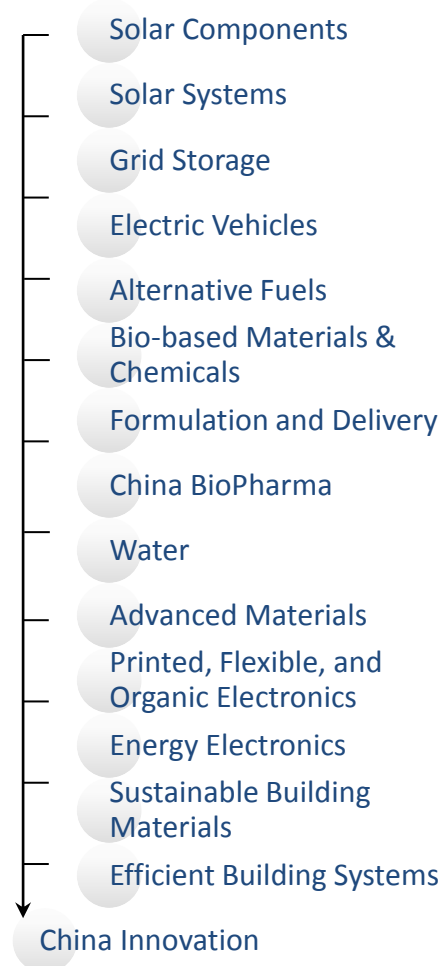 Solar Components
Solar Systems
Grid Storage
Electric Vehicles
Alternative Fuels
Bio-based Materials &
Chemicals
Formulation and Delivery
China BioPharma
Water
Advanced Materials
Printed, Flexible, and
Organic Electronics
Energy Electronics
Sustainable Building
Materials
Efficient Building Systems
China Innovation